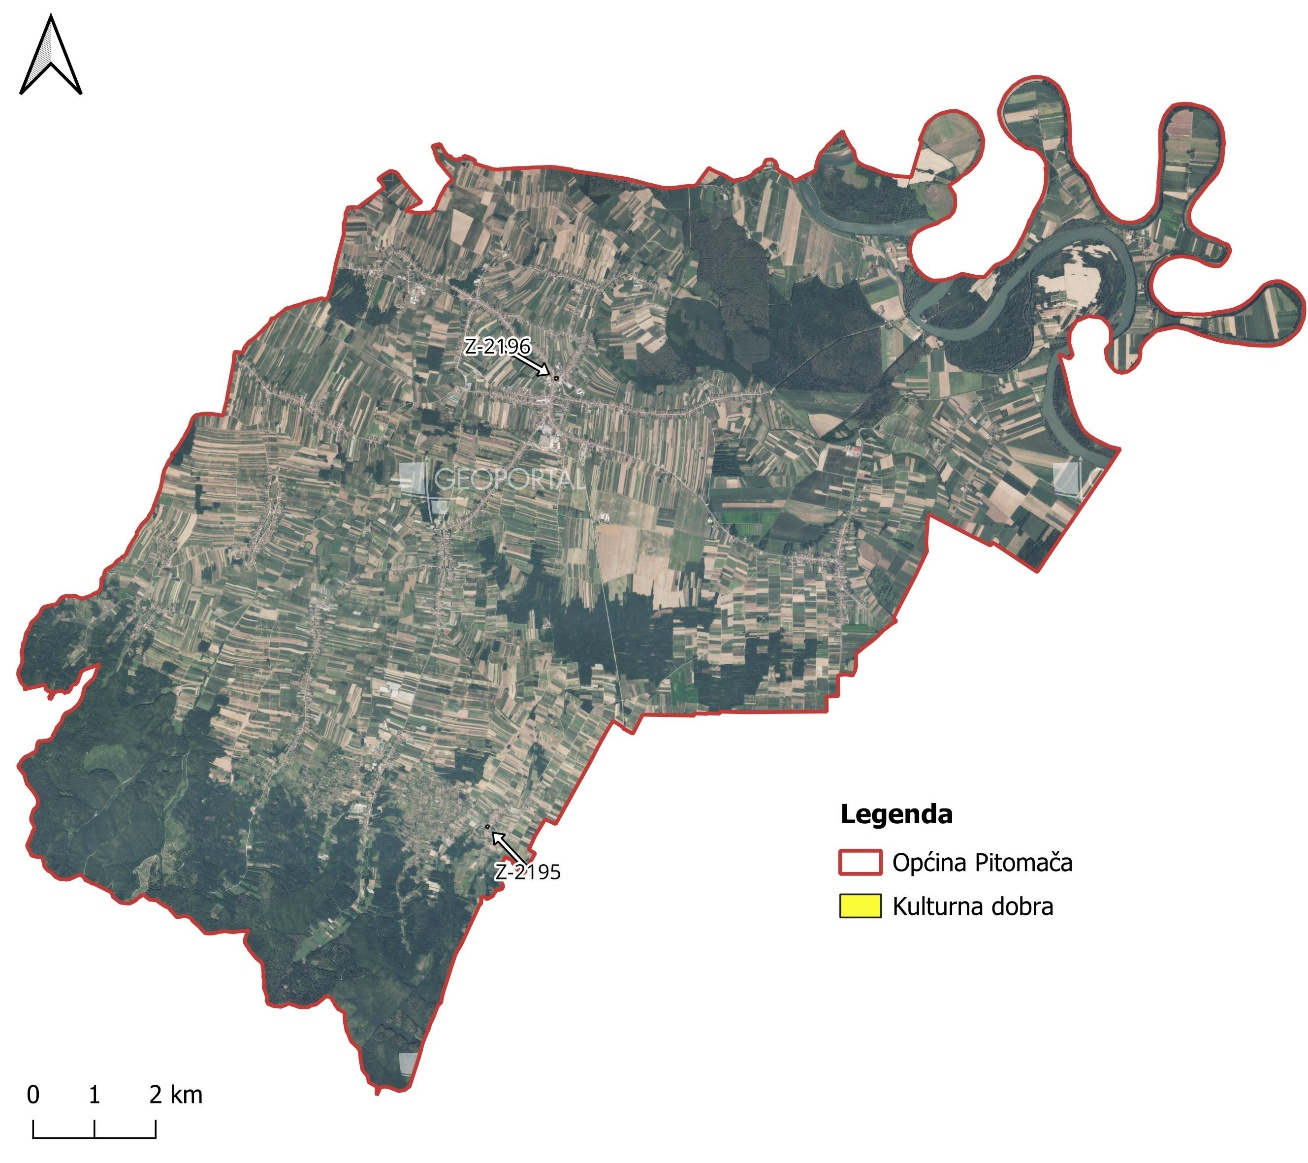 Z-2196
GEOPORTAL
Z-2195
Legenda
Općina Pitomača
Kulturna dobra
0 1 2 km